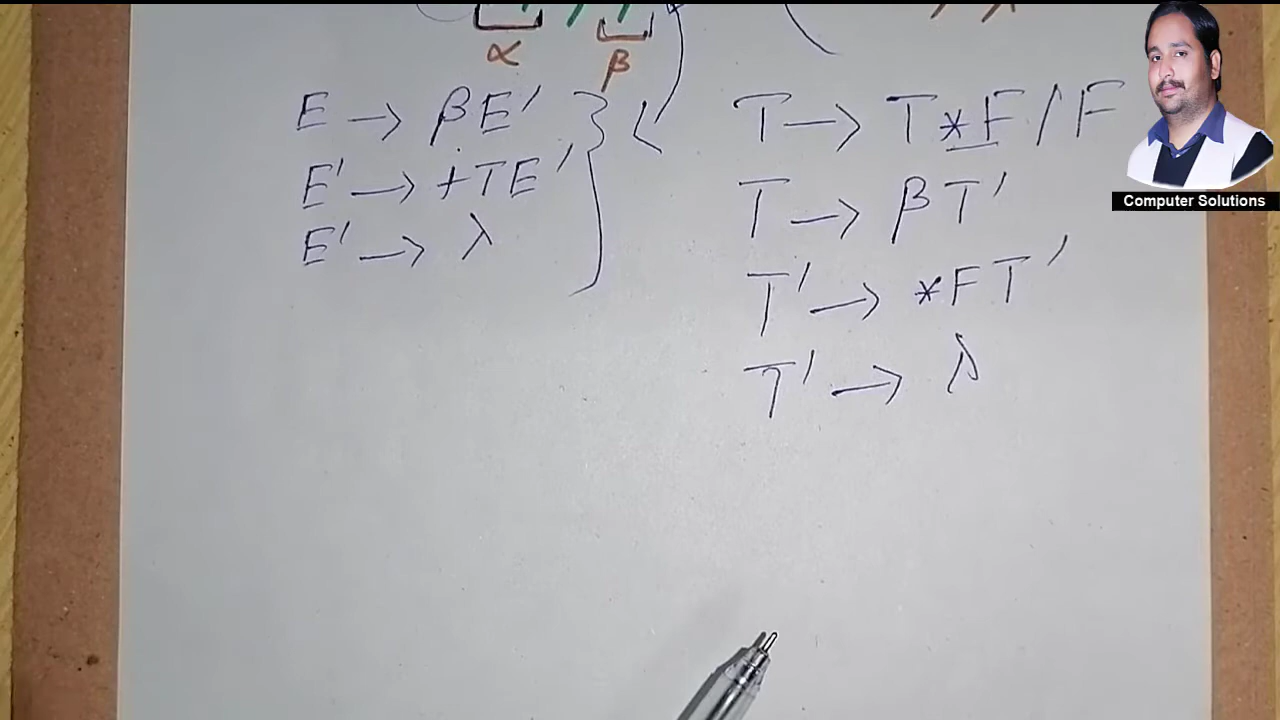 α β
E → βE'
E' → +TE'
E' → λ
T → T*F/F
T → βT'
T' → *FT'
T' → λ
Computer Solutions